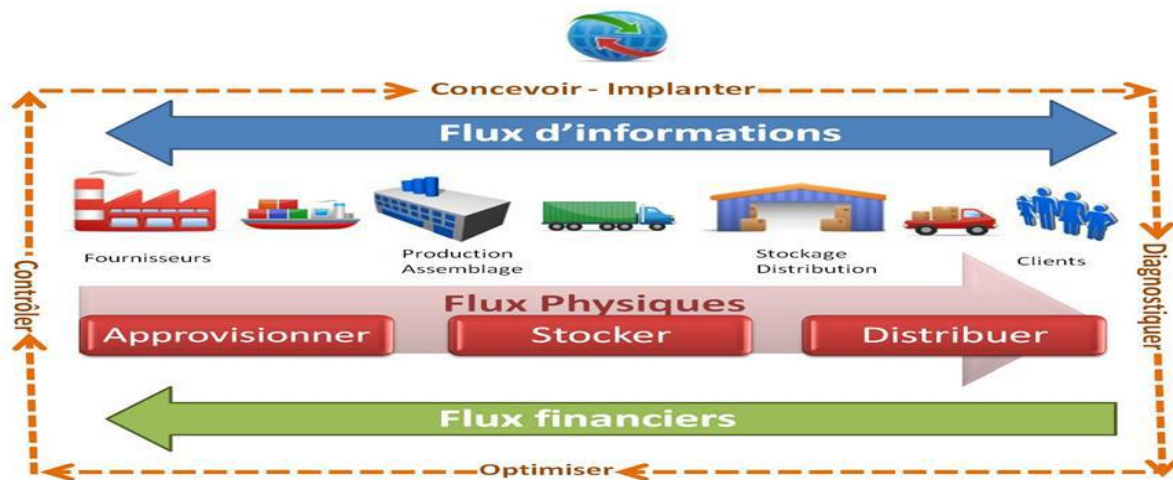 Concevoir - Implanter
Flux d'informations
Fournisseurs
Production
Assemblage
Stockage
Distribution
Clients
Contrôler
Diagnostiquer
Flux Physiques
Approvisionner
Stocker
Distribuer
Flux financiers
Optimiser